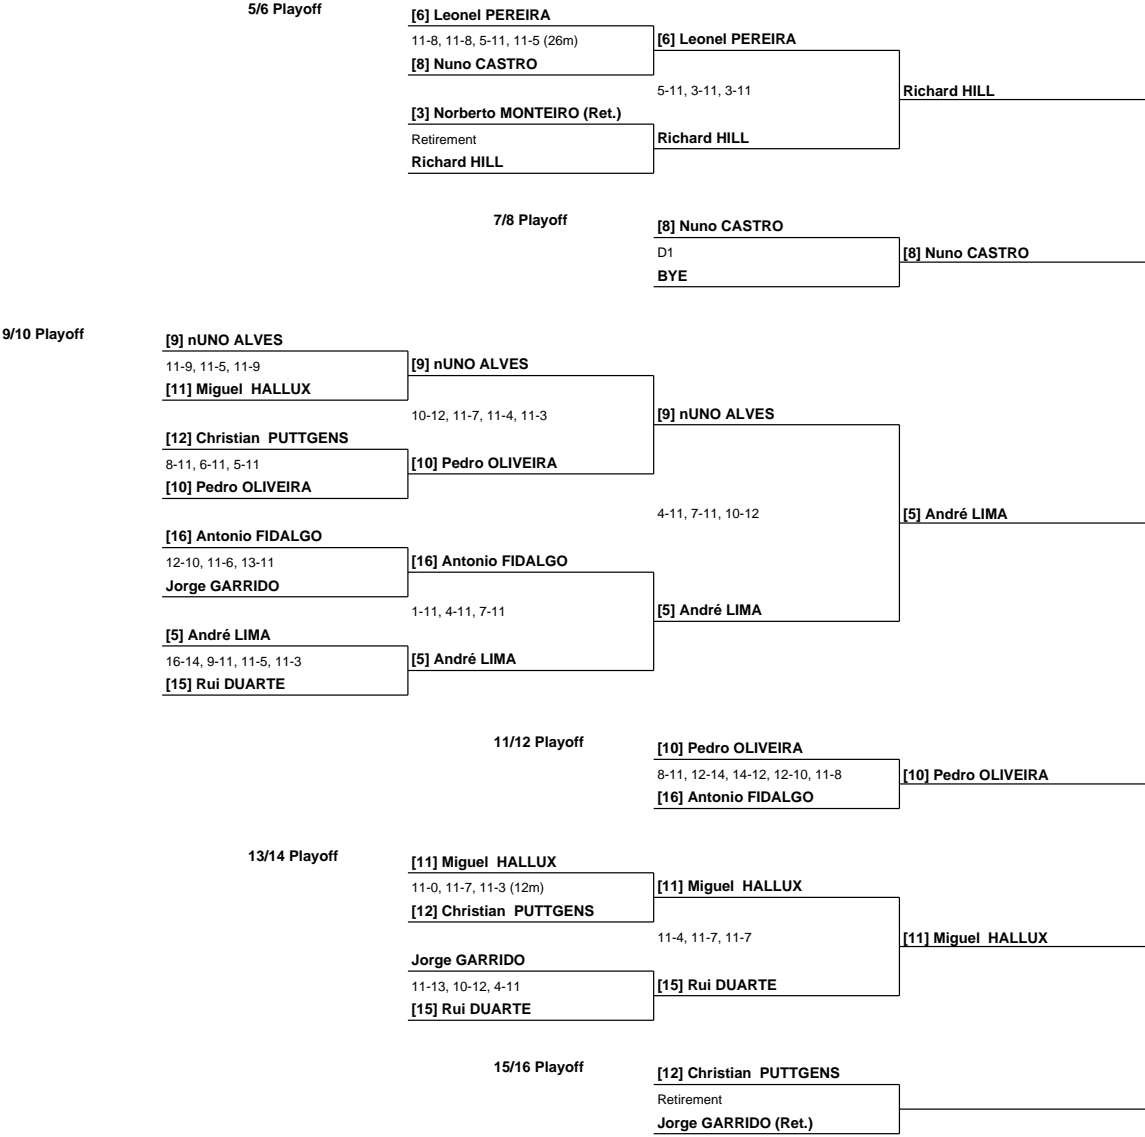 5/6 Playoff
[6] Leonel PEREIRA
11-8, 11-8, 5-11, 11-5 (26m)
[8] Nuno CASTRO
[6] Leonel PEREIRA
5-11, 3-11, 3-11
Richard HILL
[3] Norberto MONTEIRO (Ret.)
Retirement
Richard HILL
Richard HILL
7/8 Playoff
[8] Nuno CASTRO
D1
BYE
[8] Nuno CASTRO
9/10 Playoff
[9] nUNO ALVES
11-9, 11-5, 11-9
[11] Miguel  HALLUX
[9] nUNO ALVES
10-12, 11-7, 11-4, 11-3
[9] nUNO ALVES
[12] Christian  PUTTGENS
8-11, 6-11, 5-11
[10] Pedro OLIVEIRA
[10] Pedro OLIVEIRA
4-11, 7-11, 10-12
[5] André LIMA
[16] Antonio FIDALGO
12-10, 11-6, 13-11
Jorge GARRIDO
[16] Antonio FIDALGO
1-11, 4-11, 7-11
[5] André LIMA
[5] André LIMA
16-14, 9-11, 11-5, 11-3
[15] Rui DUARTE
[5] André LIMA
11/12 Playoff
[10] Pedro OLIVEIRA
8-11, 12-14, 14-12, 12-10, 11-8
[16] Antonio FIDALGO
[10] Pedro OLIVEIRA
13/14 Playoff
[11] Miguel  HALLUX
11-0, 11-7, 11-3 (12m)
[12] Christian  PUTTGENS
[11] Miguel  HALLUX
11-4, 11-7, 11-7
[11] Miguel  HALLUX
Jorge GARRIDO
11-13, 10-12, 4-11
[15] Rui DUARTE
[15] Rui DUARTE
15/16 Playoff
[12] Christian  PUTTGENS
Retirement
Jorge GARRIDO (Ret.)